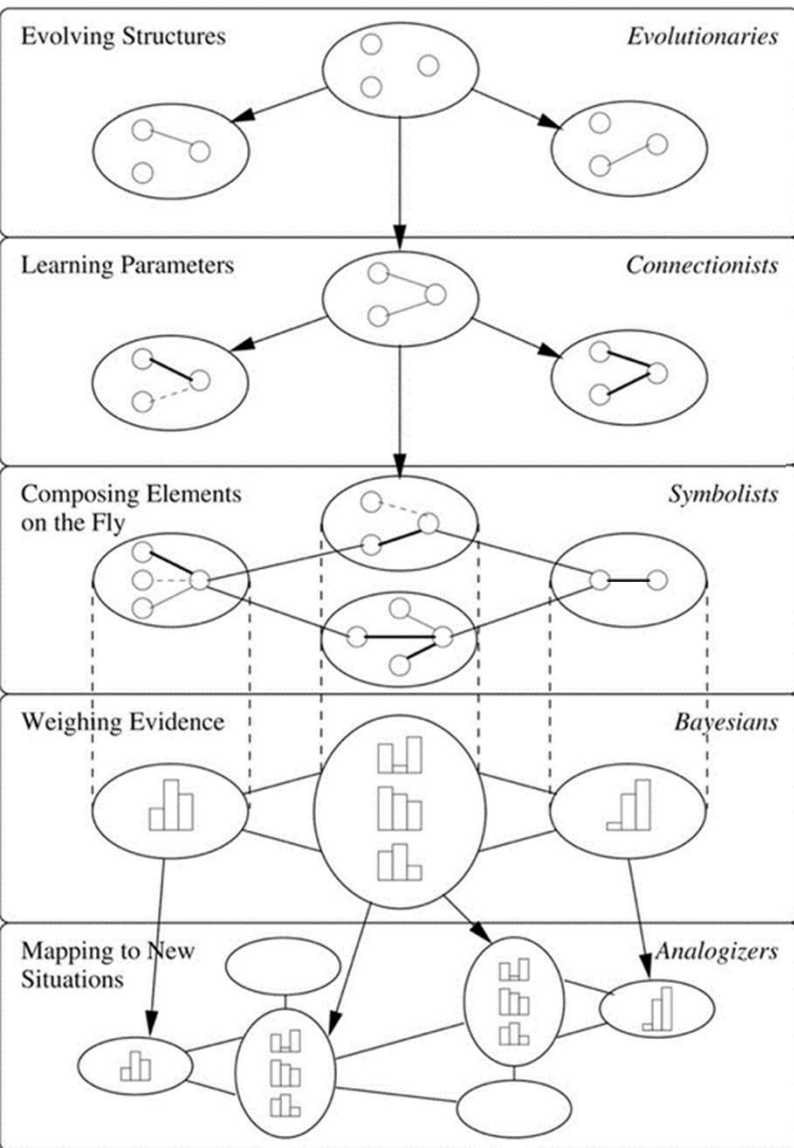 Evolving Structures
Evolutionaries
Learning Parameters
Connectionists
Composing Elements
on the Fly
Symbolists
Weighing Evidence
Bayesians
Mapping to New
Situations
Analogizers